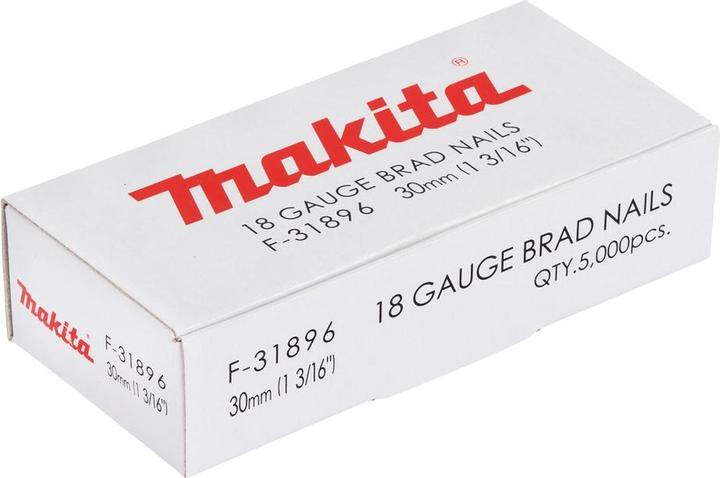 makita®
18 GAUGE BRAD NAILS
F-31896 30mm (1 3/16")
makita®
F-31896
30mm (1 3/16")
F-31896
30mm (1 3/16")
18 GAUGE BRAD NAILS
QTY.5,000pcs.